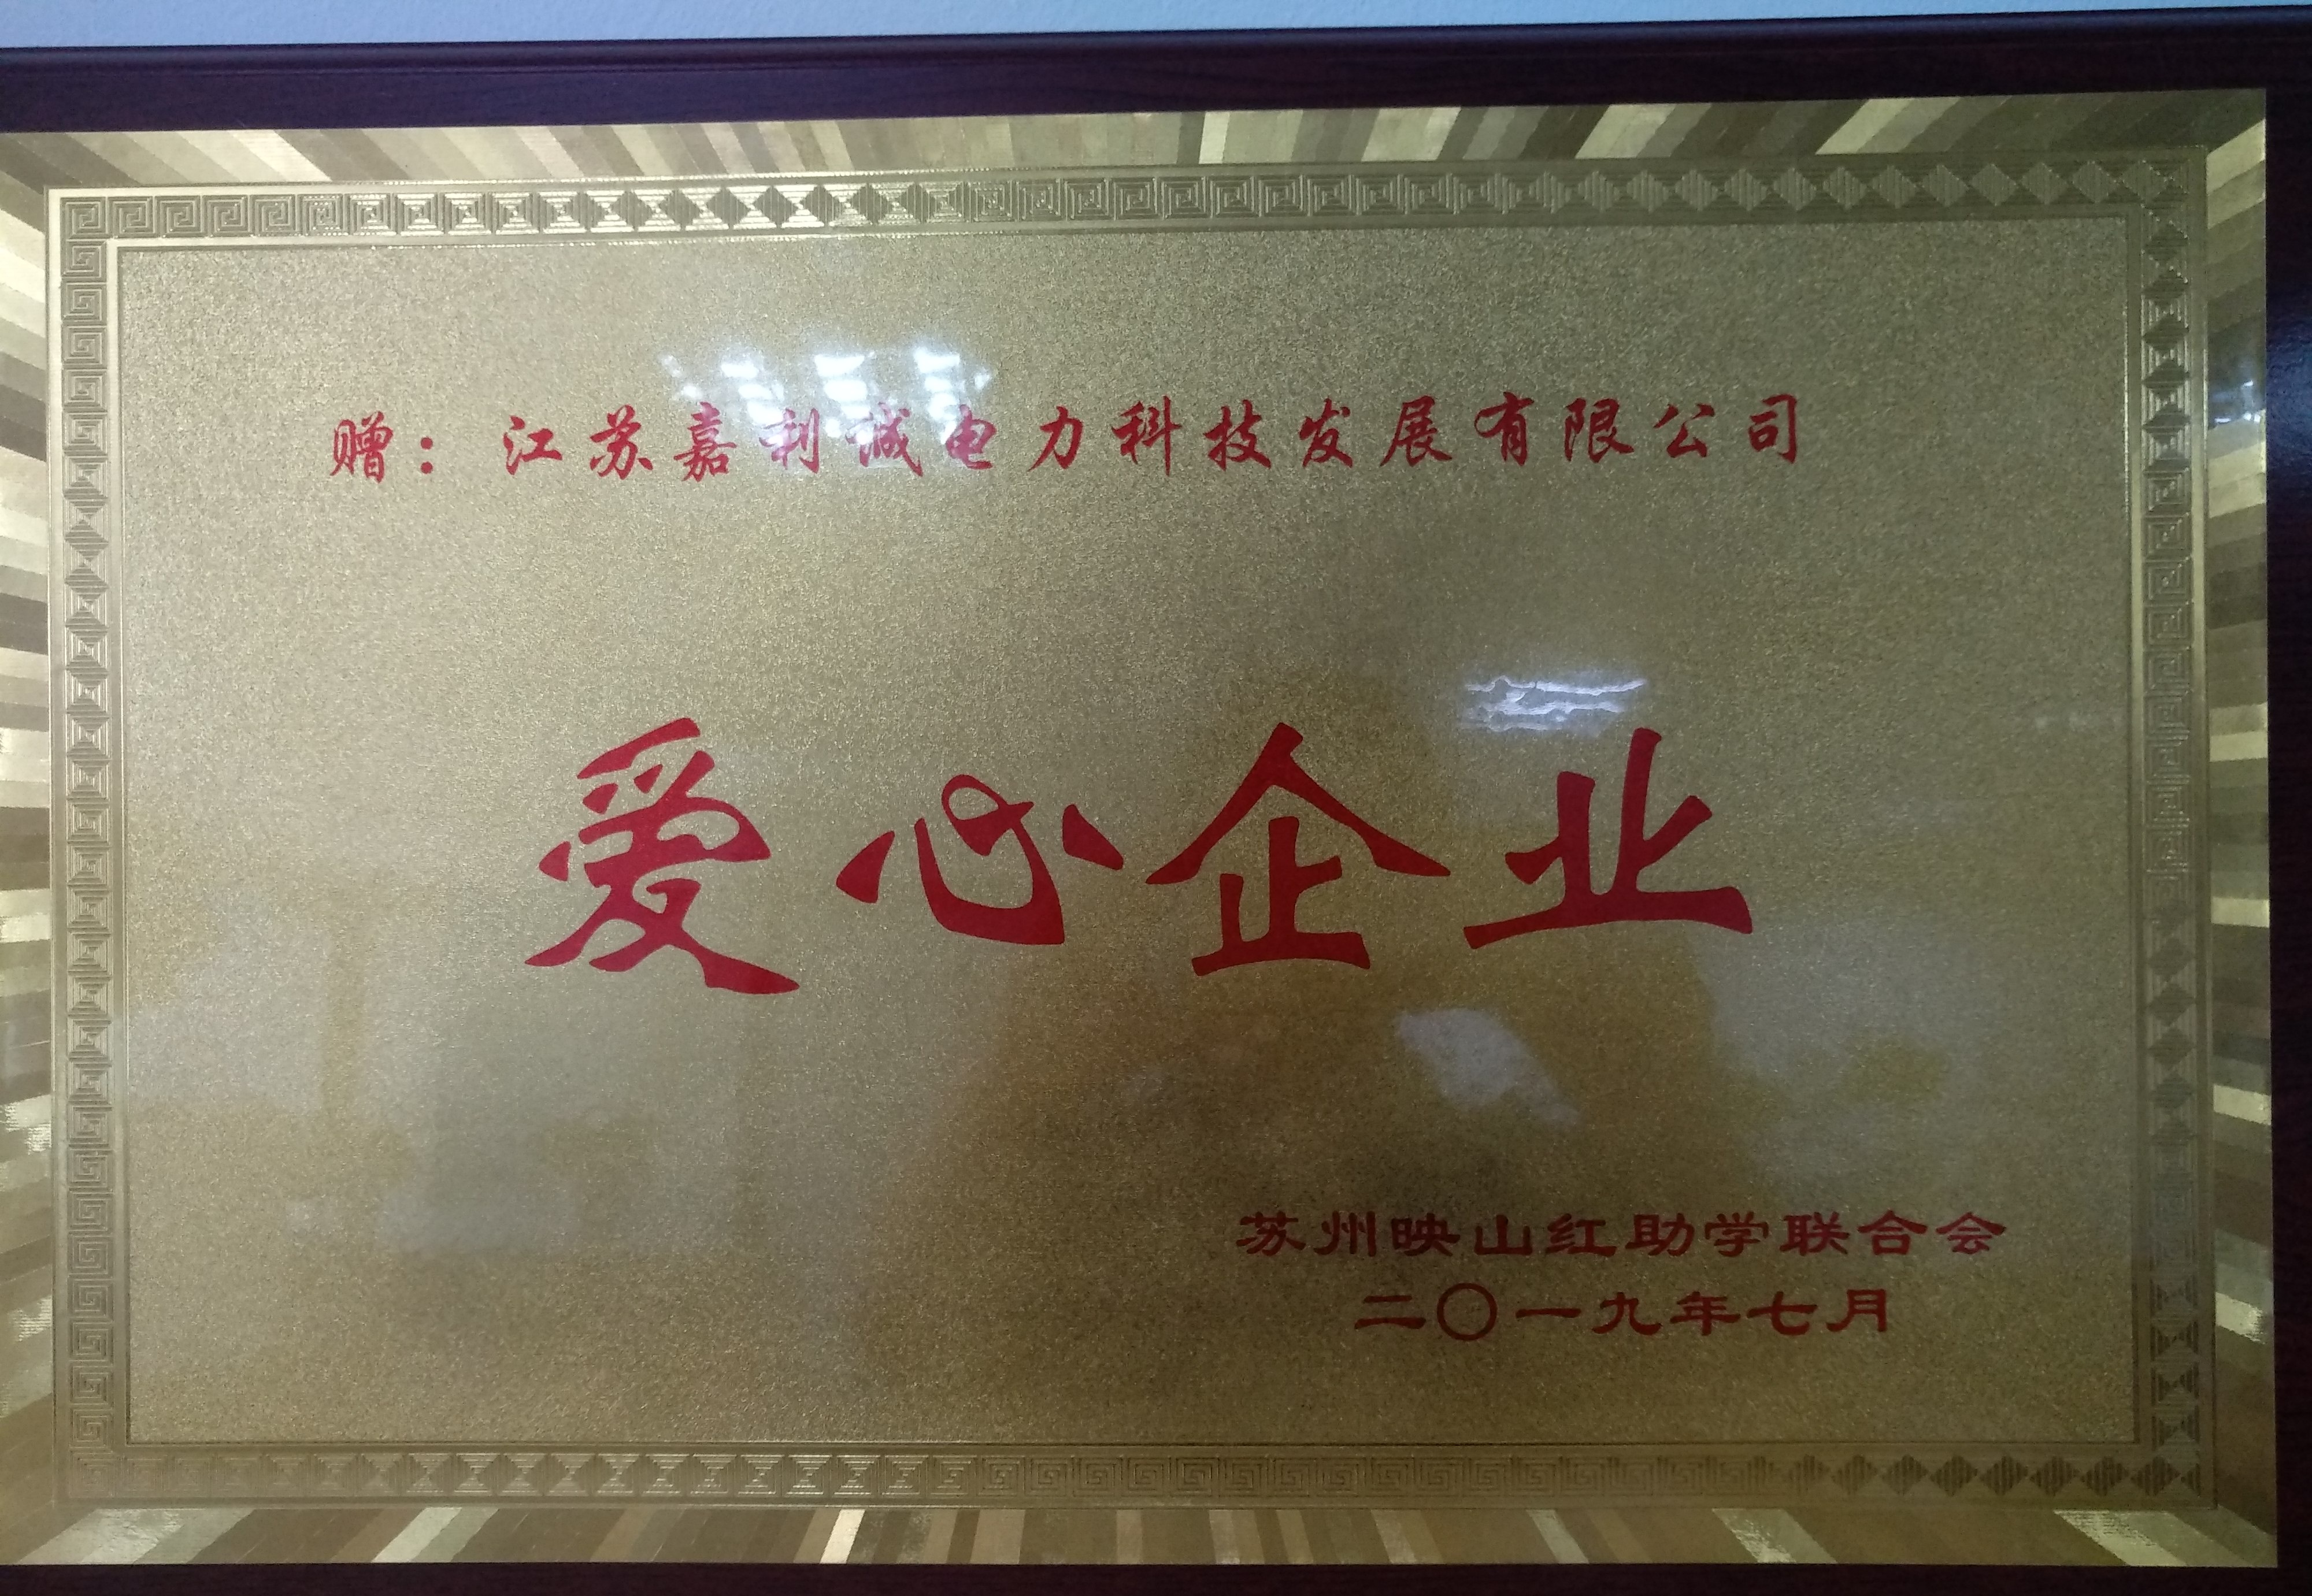 赠：江苏嘉利诚电力科技发展有限公司
爱心企业
苏州映山红助学联合会
二〇一九年七月